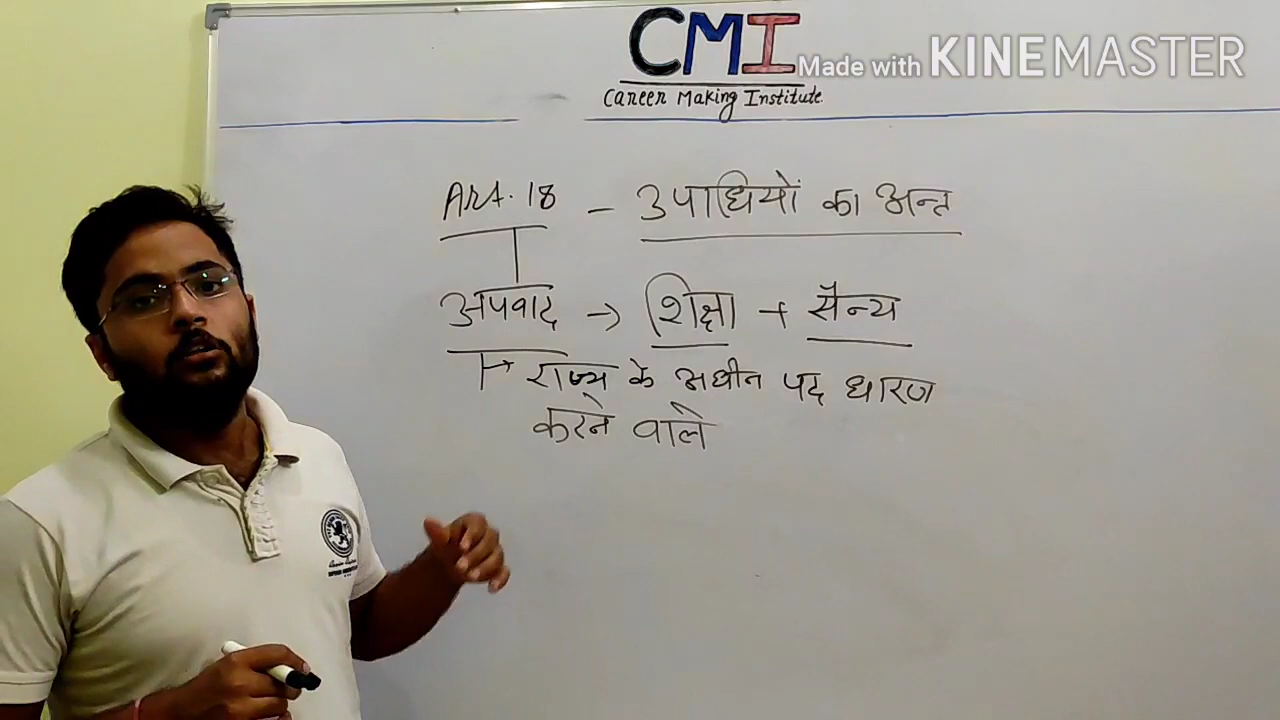 CMI
Made with KINEMASTER
Career Making Institute
Art. 18 - उपाधियों का अन्त
अपवाद → शिक्षा + सैन्य
→ राज्य के अधीन पद धारण
करने वाले